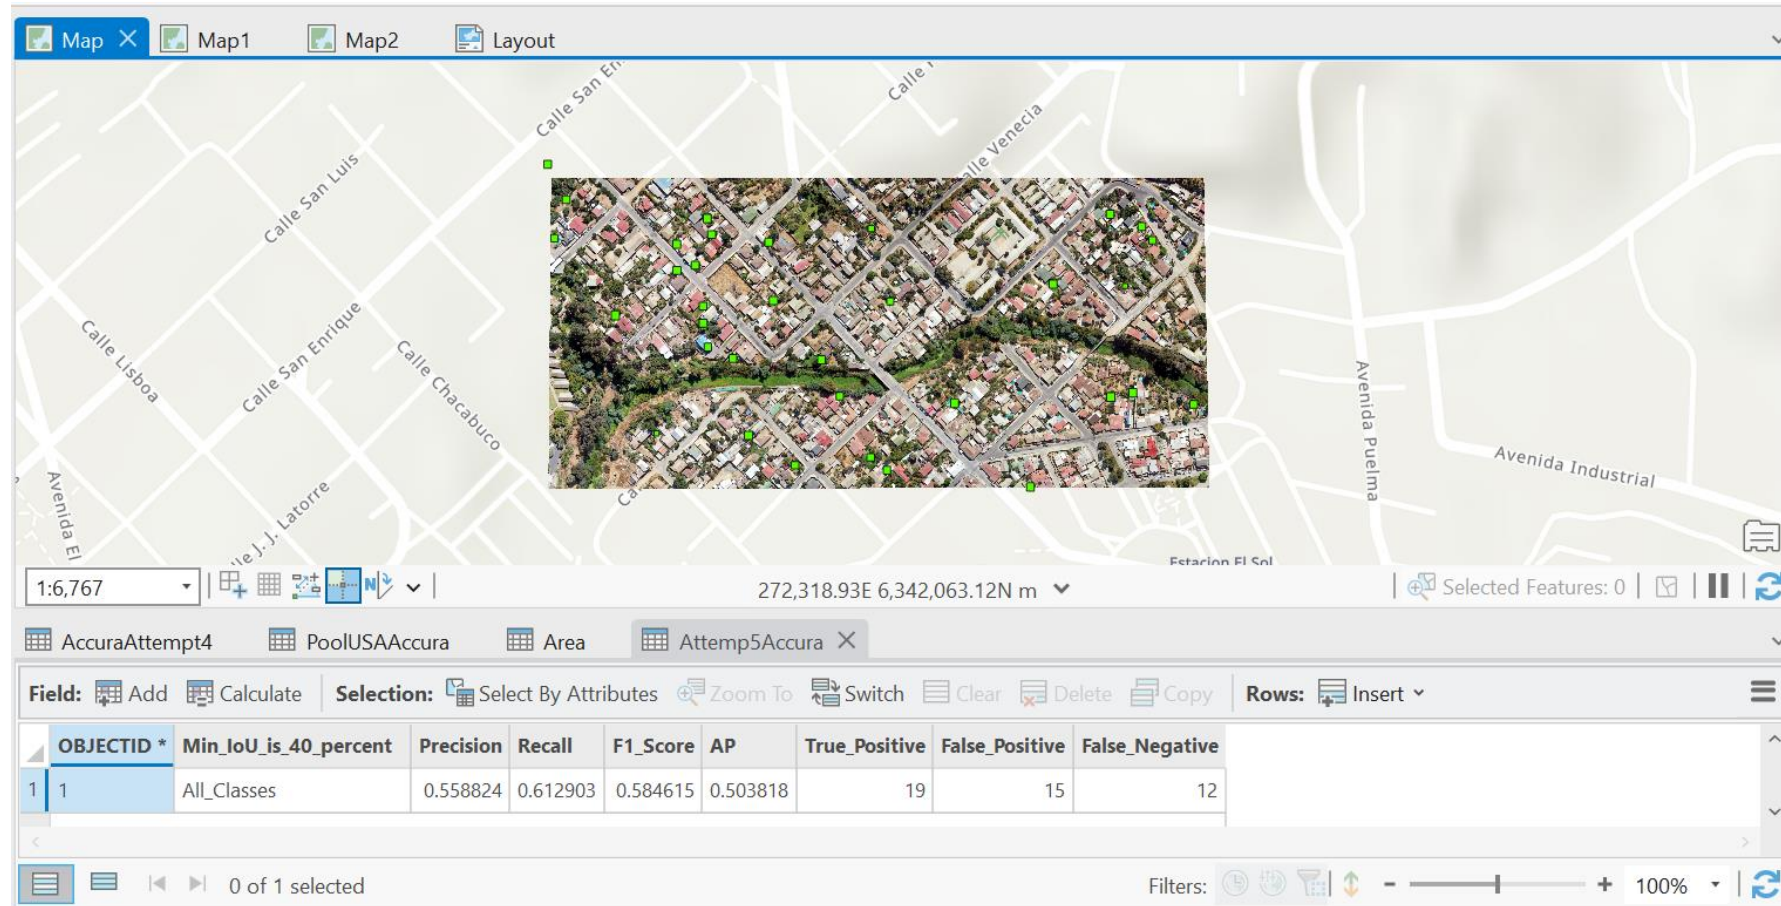 Map Map1 Map2 Layout
Calle San En
Calle
Calle San Luis
alle Venecia
Calle Lisboa
Calle San Enrique
Calle Chacabuco
Avenida Puelma
Avenida Industrial
Avenida El
lle J. J. Latorre
Ca
Estacion El Sol
1:6,767 N 272,318.93E 6,342,063.12N m Selected Features: 0
AccuraAttempt4 PoolUSAAccura Area Attemp5Accura
Field: Add Calculate Selection: Select By Attributes Zoom To Switch Clear Delete Copy Rows: Insert
OBJECTID * Min_IoU_is_40_percent Precision Recall F1_Score AP True_Positive False_Positive False_Negative
1 1 All_Classes 0.558824 0.612903 0.584615 0.503818 19 15 12
0 of 1 selected Filters: - + 100%